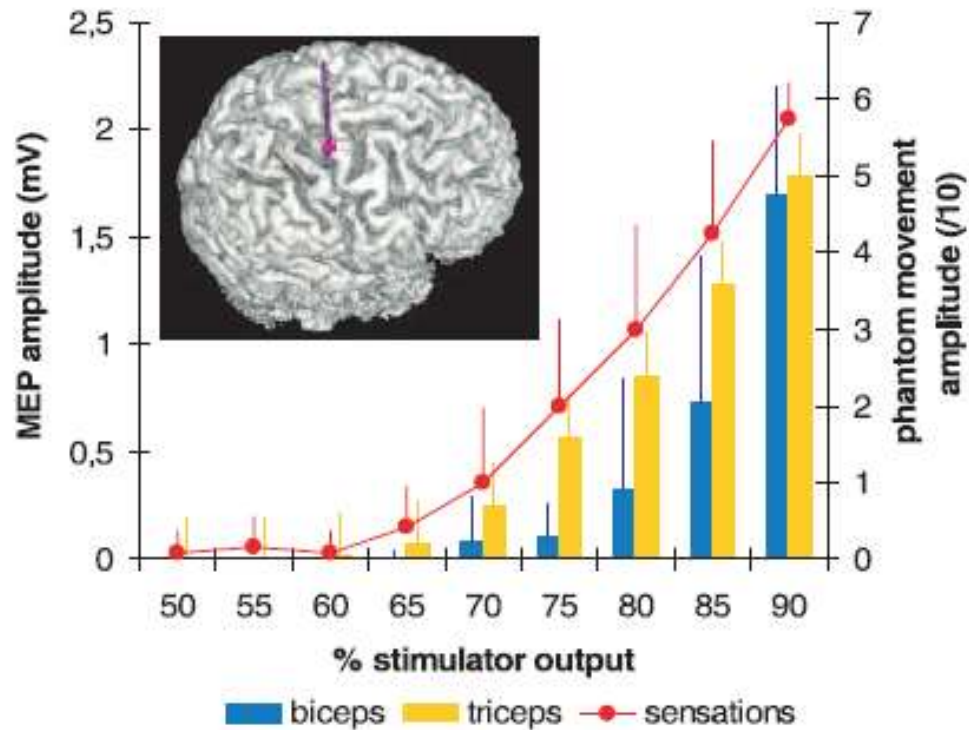 2,5
2
1,5
1
0,5
0
MEP amplitude (mV)
7
6
5
4
3
2
1
0
phantom movement
amplitude (/10)
50 55 60 65 70 75 80 85 90
% stimulator output
biceps triceps sensations